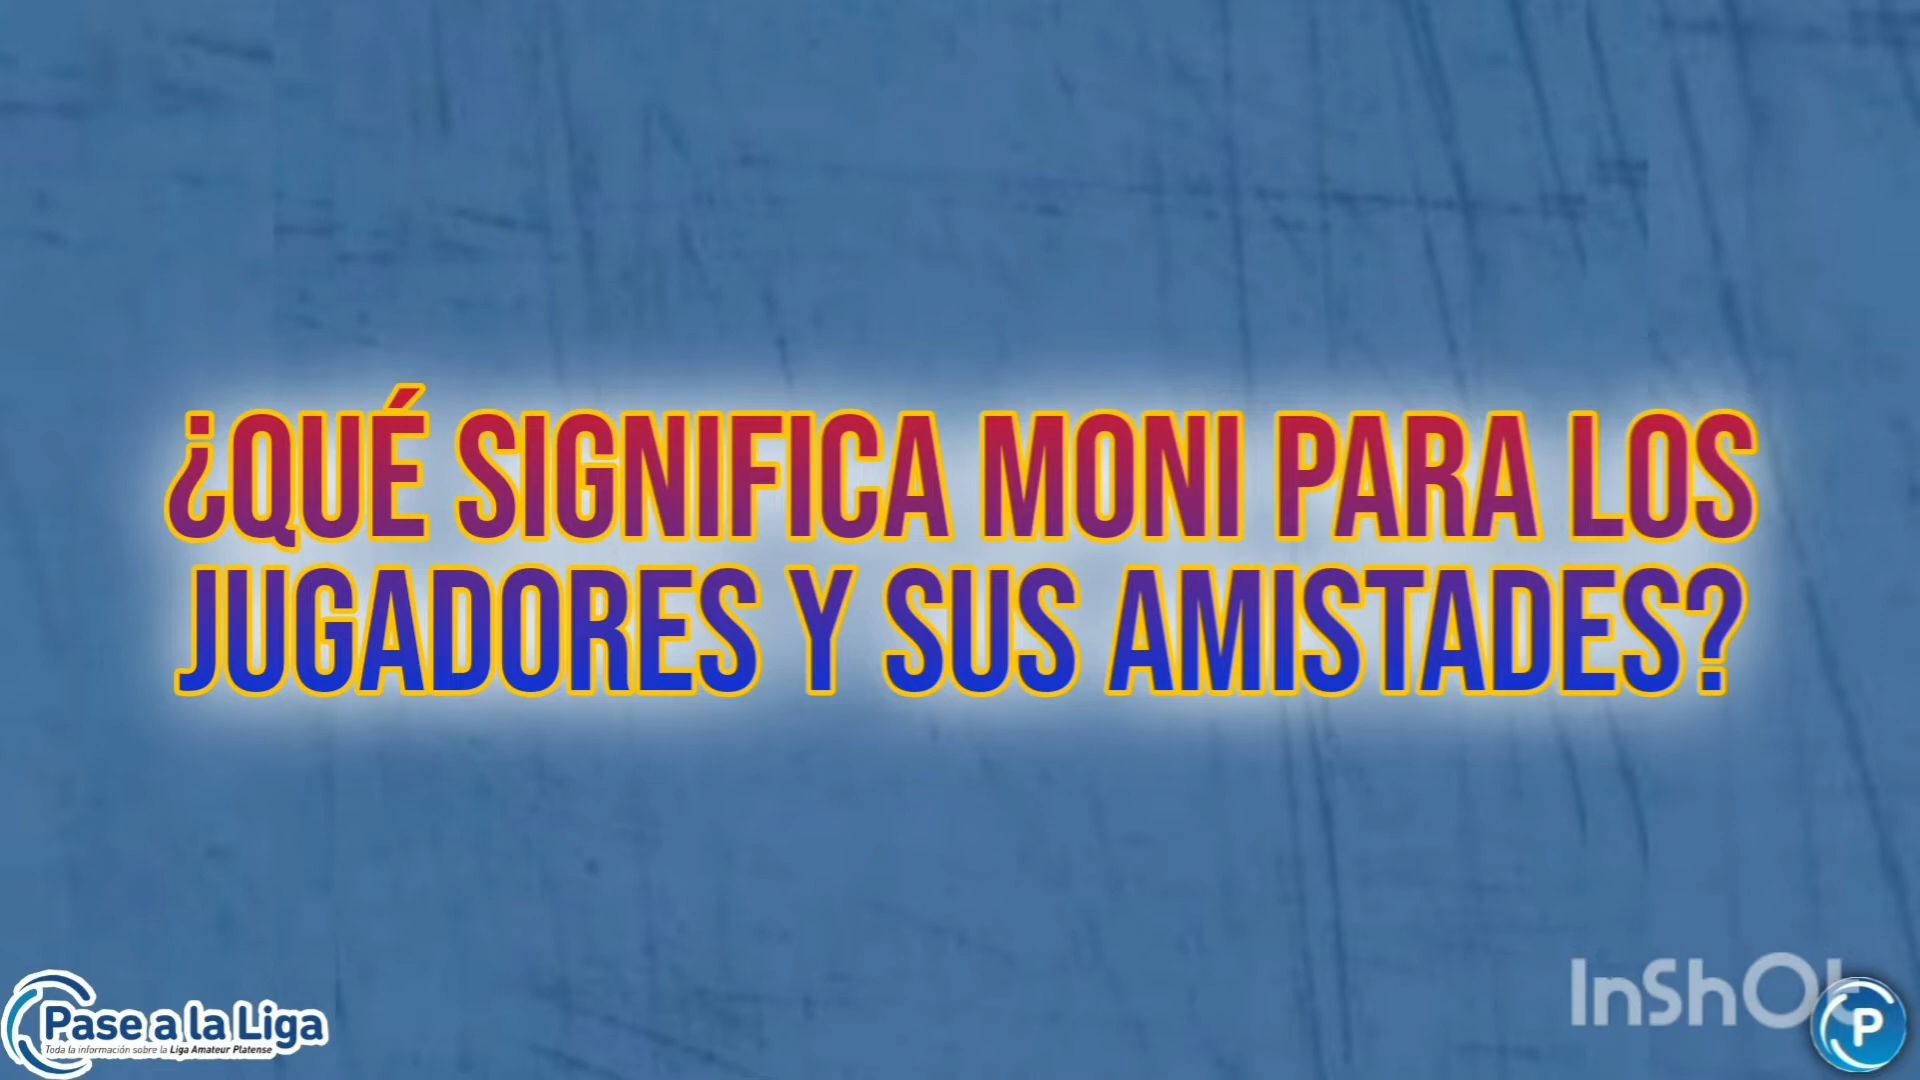 ¿QUÉ SIGNIFICA MONI PARA LOS
JUGADORES Y SUS AMISTADES?
InShOt
P
Pase a la Liga
Toda la información sobre la Liga Amateur Platense